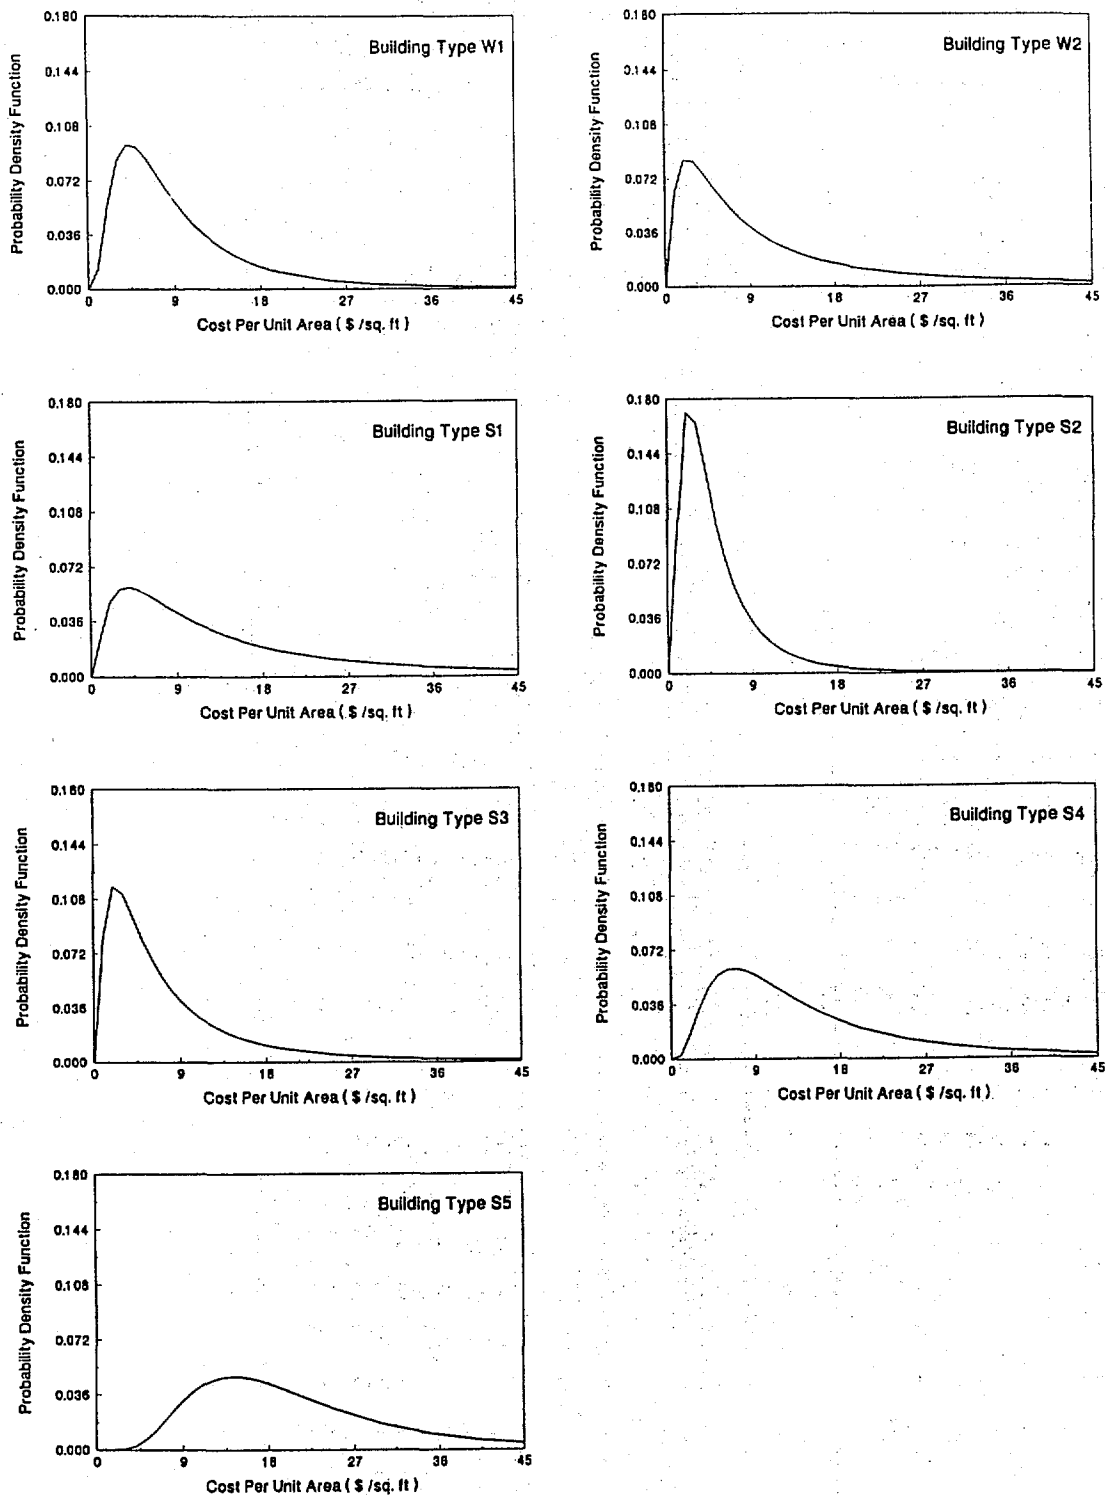 0.180
0.144
0.108
0.072
0.036
0.000
Probability Density Function
Building Type W1
0 9 18 27 36 45
Cost Per Unit Area ( $ /sq. ft )
0.180
0.144
0.108
0.072
0.036
0.000
Probability Density Function
Building Type W2
0 9 18 27 36 45
Cost Per Unit Area ( $ /sq. ft )
0.180
0.144
0.108
0.072
0.036
0.000
Probability Density Function
Building Type S1
0 9 18 27 36 45
Cost Per Unit Area ( $ /sq. ft )
0.180
0.144
0.108
0.072
0.036
0.000
Probability Density Function
Building Type S2
0 9 18 27 36 45
Cost Per Unit Area ( $ /sq. ft )
0.180
0.144
0.108
0.072
0.036
0.000
Probability Density Function
Building Type S3
0 9 18 27 36 45
Cost Per Unit Area ( $ /sq. ft )
0.180
0.144
0.108
0.072
0.036
0.000
Probability Density Function
Building Type S4
0 9 18 27 36 45
Cost Per Unit Area ( $ /sq. ft )
0.180
0.144
0.108
0.072
0.036
0.000
Probability Density Function
Building Type S5
0 9 18 27 36 45
Cost Per Unit Area ( $ /sq. ft )